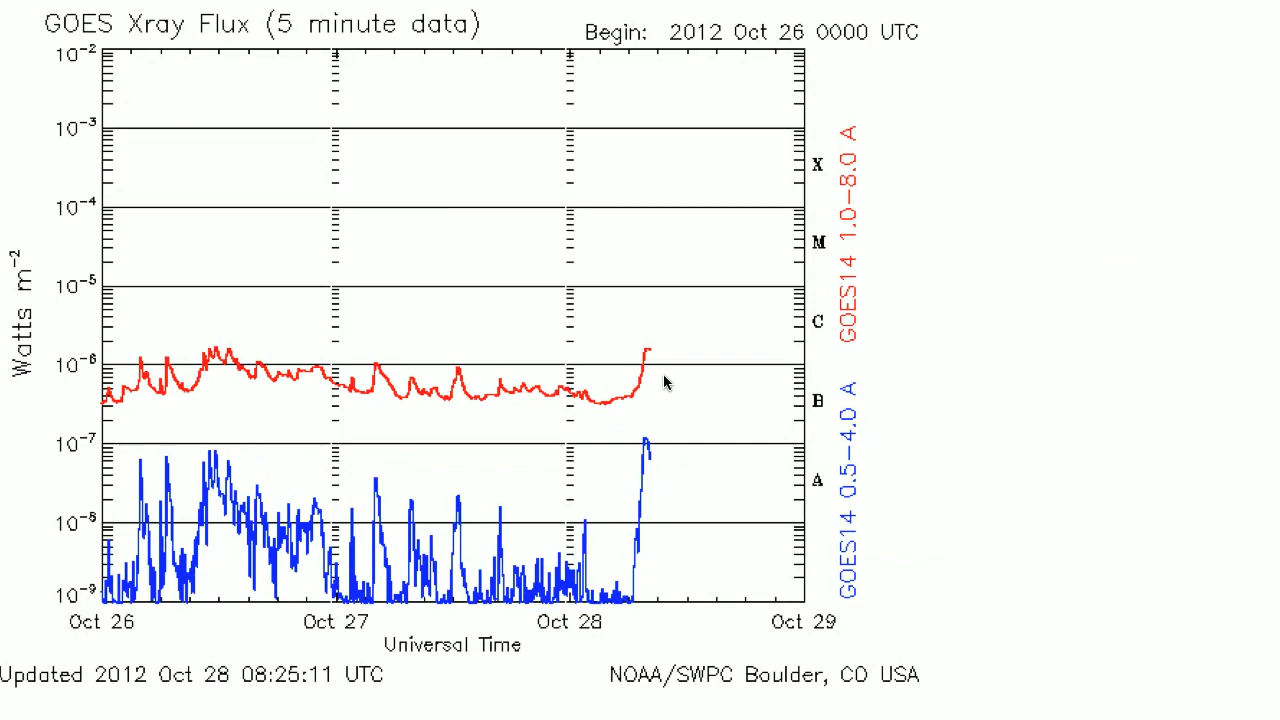 GOES Xray Flux (5 minute data)
Begin: 2012 Oct 26 0000 UTC
10-2
10-3
10-4
10-5
10-6
10-7
10-8
10-9
Watts m-2
X
M
C
B
A
GOES14 1.0-8.0 A
GOES14 0.5-4.0 A
Oct 26 Oct 27 Oct 28 Oct 29
Universal Time
Updated 2012 Oct 28 08:25:11 UTC
NOAA/SWPC Boulder, CO USA